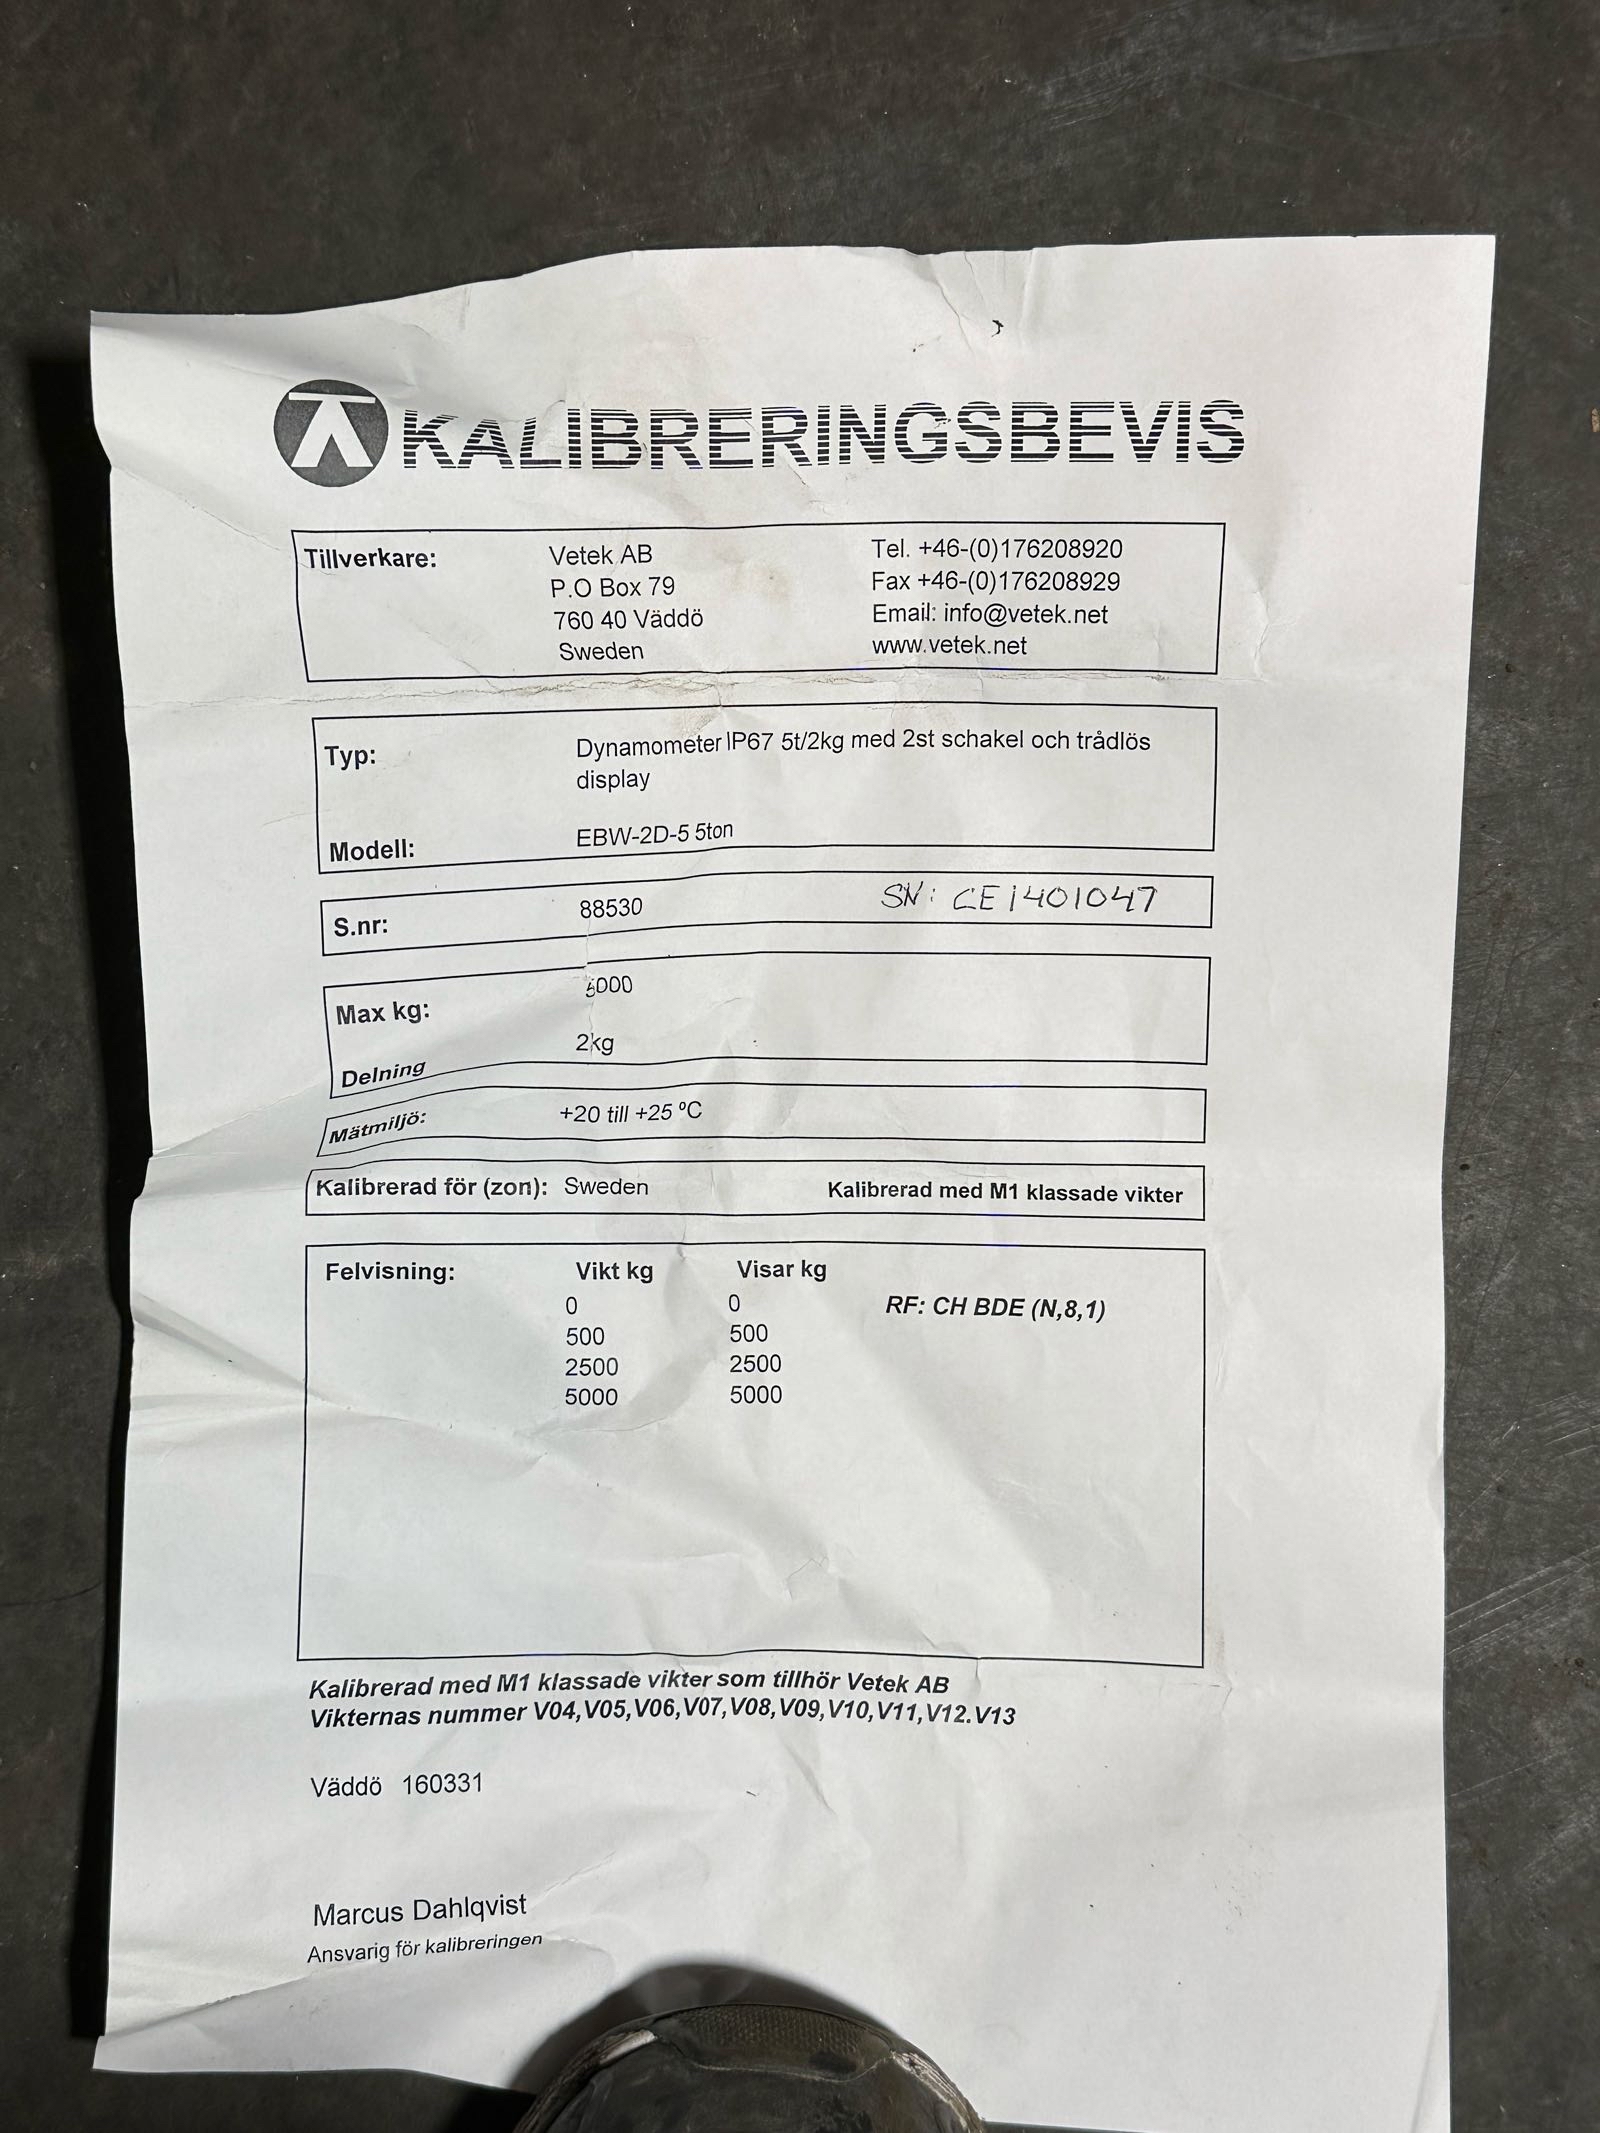 KALIBRERINGSBEVIS
Tillverkare: Vetek AB Tel. +46-(0)176208920
P.O Box 79 Fax +46-(0)176208929
760 40 Väddö Email: info@vetek.net
Sweden www.vetek.net
Typ: Dynamometer IP67 5t/2kg med 2st schakel och trådlös
display
Modell: EBW-2D-5 5ton
S.nr: 88530 SN: CE1401047
Max kg: 5000
Delning 2kg
Mätmiljö: +20 till +25 ºC
Kalibrerad för (zon): Sweden Kalibrerad med M1 klassade vikter
Felvisning: Vikt kg Visar kg
0 0 RF: CH BDE (N,8,1)
500 500
2500 2500
5000 5000
Kalibrerad med M1 klassade vikter som tillhör Vetek AB
Vikternas nummer V04,V05,V06,V07,V08,V09,V10,V11,V12.V13
Väddö 160331
Marcus Dahlqvist
Ansvarig för kalibreringen